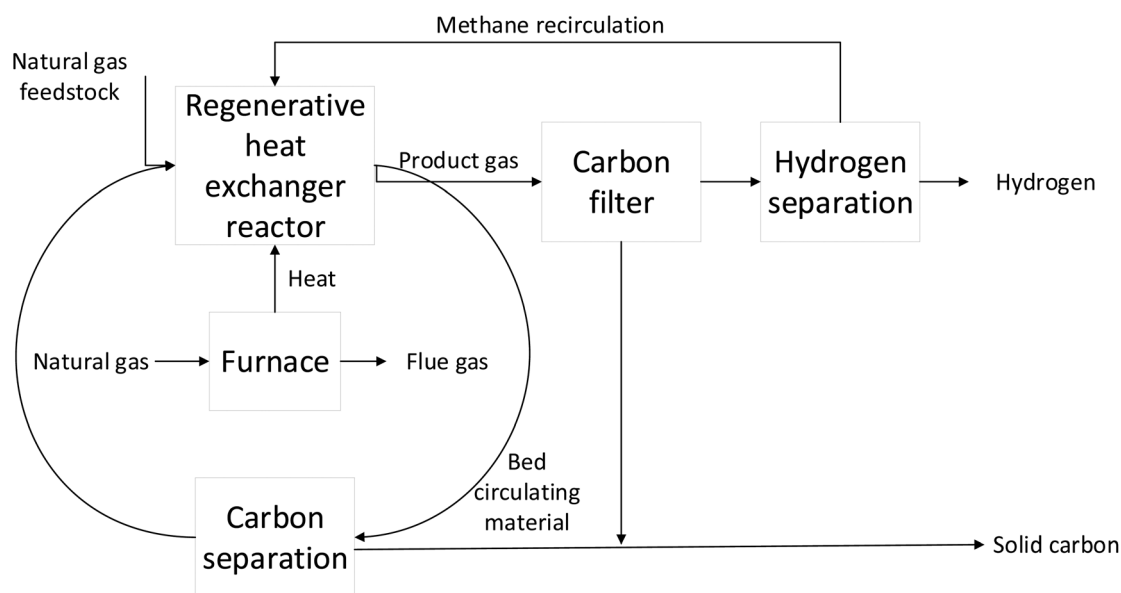 Methane recirculation
Natural gas
feedstock
Regenerative
heat
exchanger
reactor
Product gas
Carbon
filter
Hydrogen
separation
Hydrogen
Heat
Natural gas
Furnace
Flue gas
Bed
circulating
material
Carbon
separation
Solid carbon